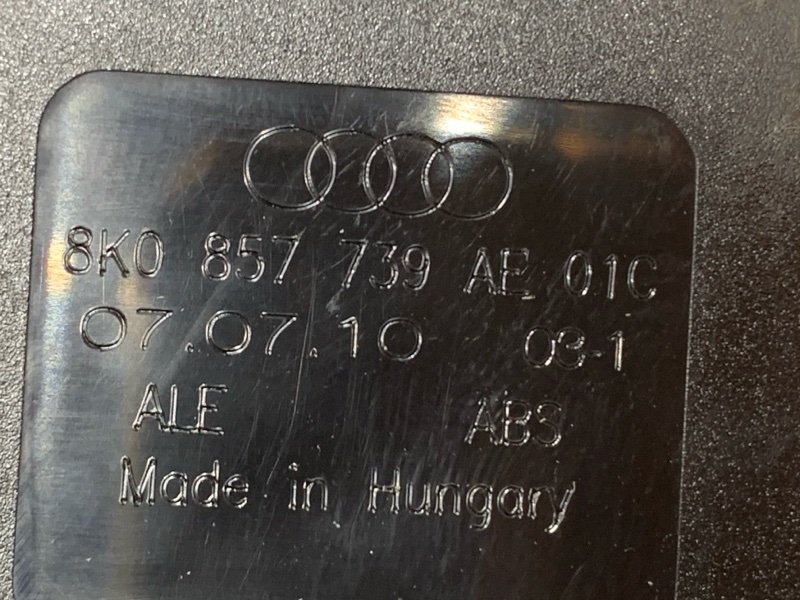 8K0 857 739 AE 01C
07.07.10 03-1
ALE ABS
Made in Hungary